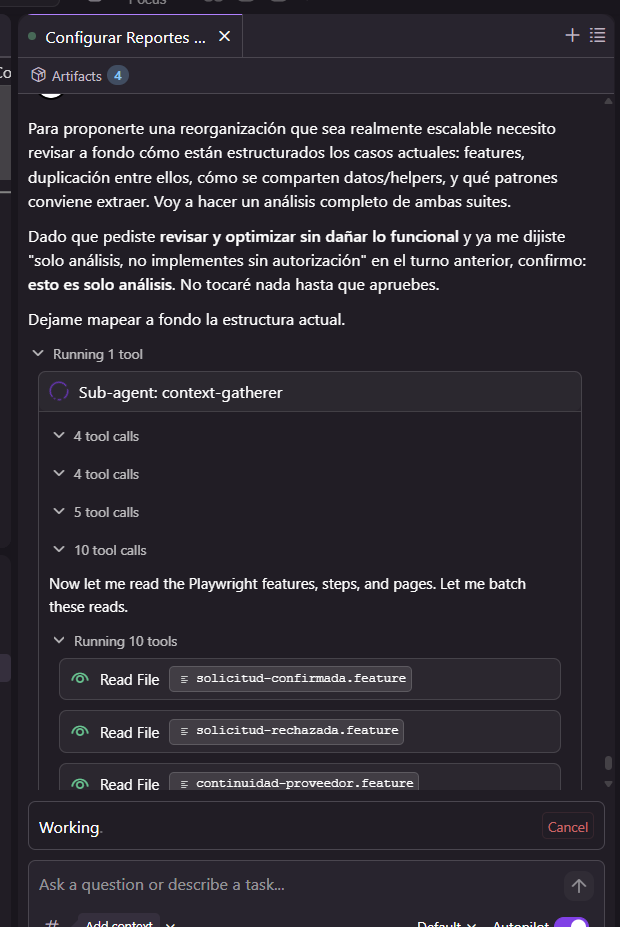 Focus
Configurar Reportes ...
Co
Artifacts 4
Para proponerte una reorganización que sea realmente escalable necesito
revisar a fondo cómo están estructurados los casos actuales: features,
duplicación entre ellos, cómo se comparten datos/helpers, y qué patrones
conviene extraer. Voy a hacer un análisis completo de ambas suites.
Dado que pediste revisar y optimizar sin dañar lo funcional y ya me dijiste
"solo análisis, no implementes sin autorización" en el turno anterior, confirmo:
esto es solo análisis. No tocaré nada hasta que apruebes.
Dejame mapear a fondo la estructura actual.
Running 1 tool
Sub-agent: context-gatherer
4 tool calls
4 tool calls
5 tool calls
10 tool calls
Now let me read the Playwright features, steps, and pages. Let me batch
these reads.
Running 10 tools
Read File solicitud-confirmada.feature
Read File solicitud-rechazada.feature
Read File continuidad-proveedor.feature
Working.
Cancel
Ask a question or describe a task...
# Add context Default Autopilot